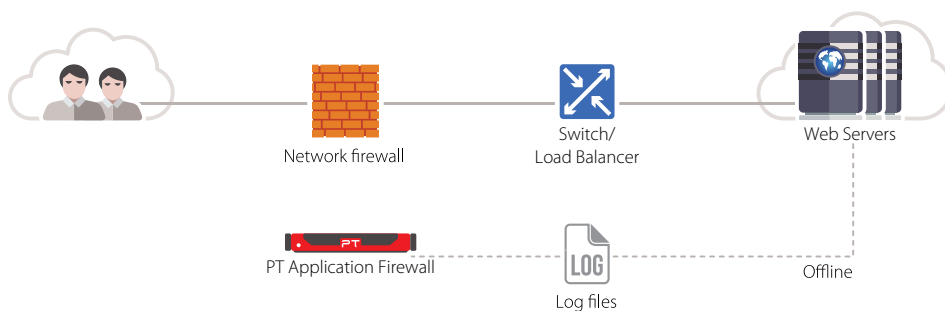 Network firewall
Switch/
Load Balancer
Web Servers
PT
PT Application Firewall
LOG
Log files
Offline